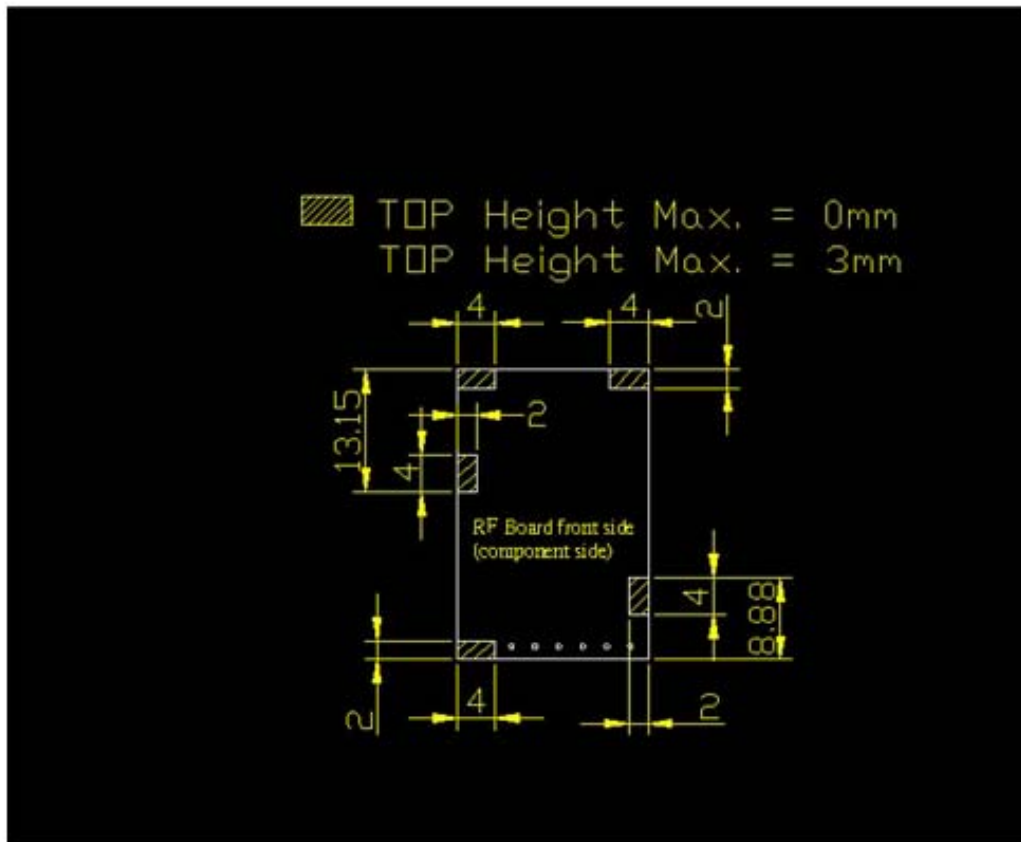 TOP Height Max. = 0mm
TOP Height Max. = 3mm
4
4
2
13.15
2
4
RF Board front side
(component side)
4
8.88
2
4
2